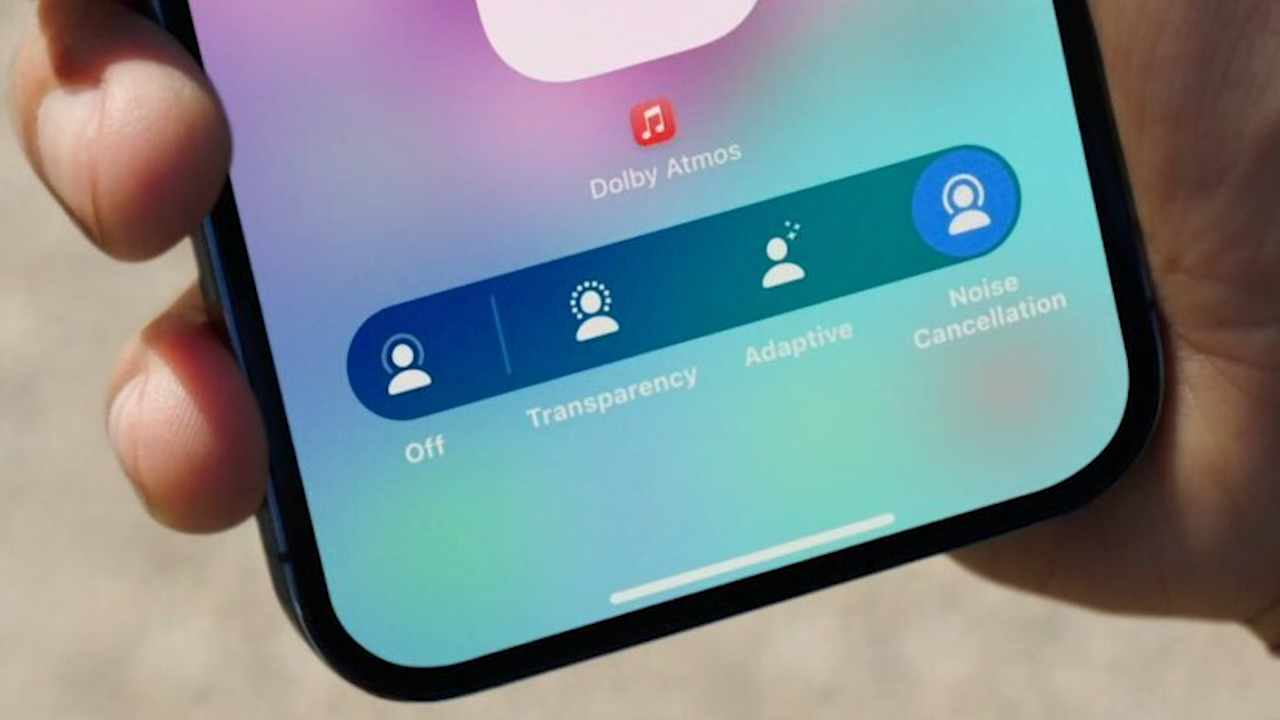 Dolby Atmos
Off
Transparency
Adaptive
Noise
Cancellation